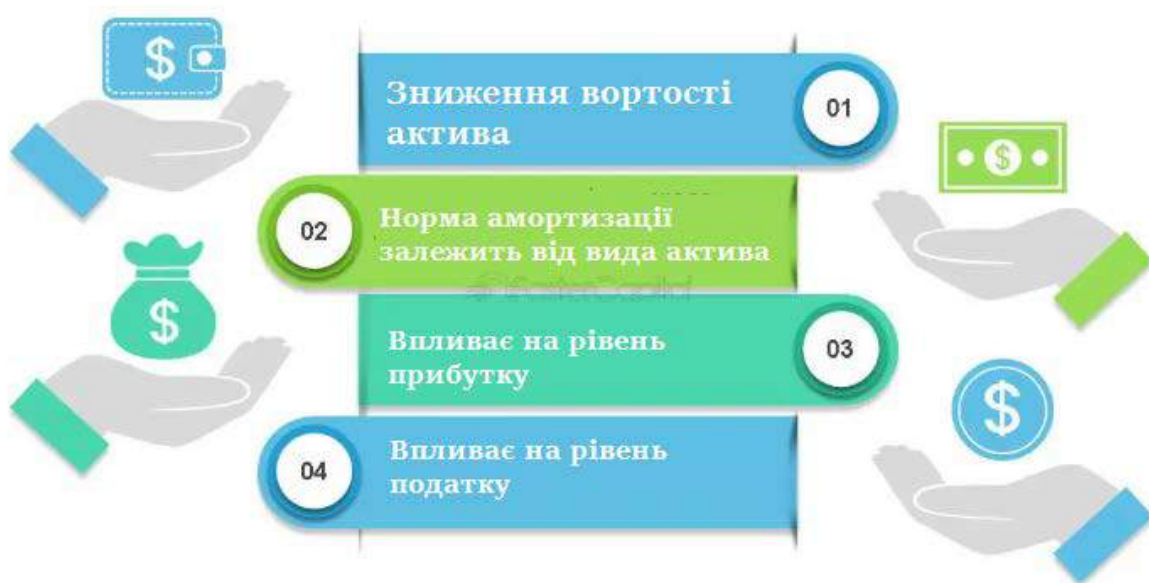 Зниження вортості
актива
01
02
Норма амортизації
залежить від вида актива
Впливає на рівень
прибутку
03
04
Впливає на рівень
податку
$
$
$
$